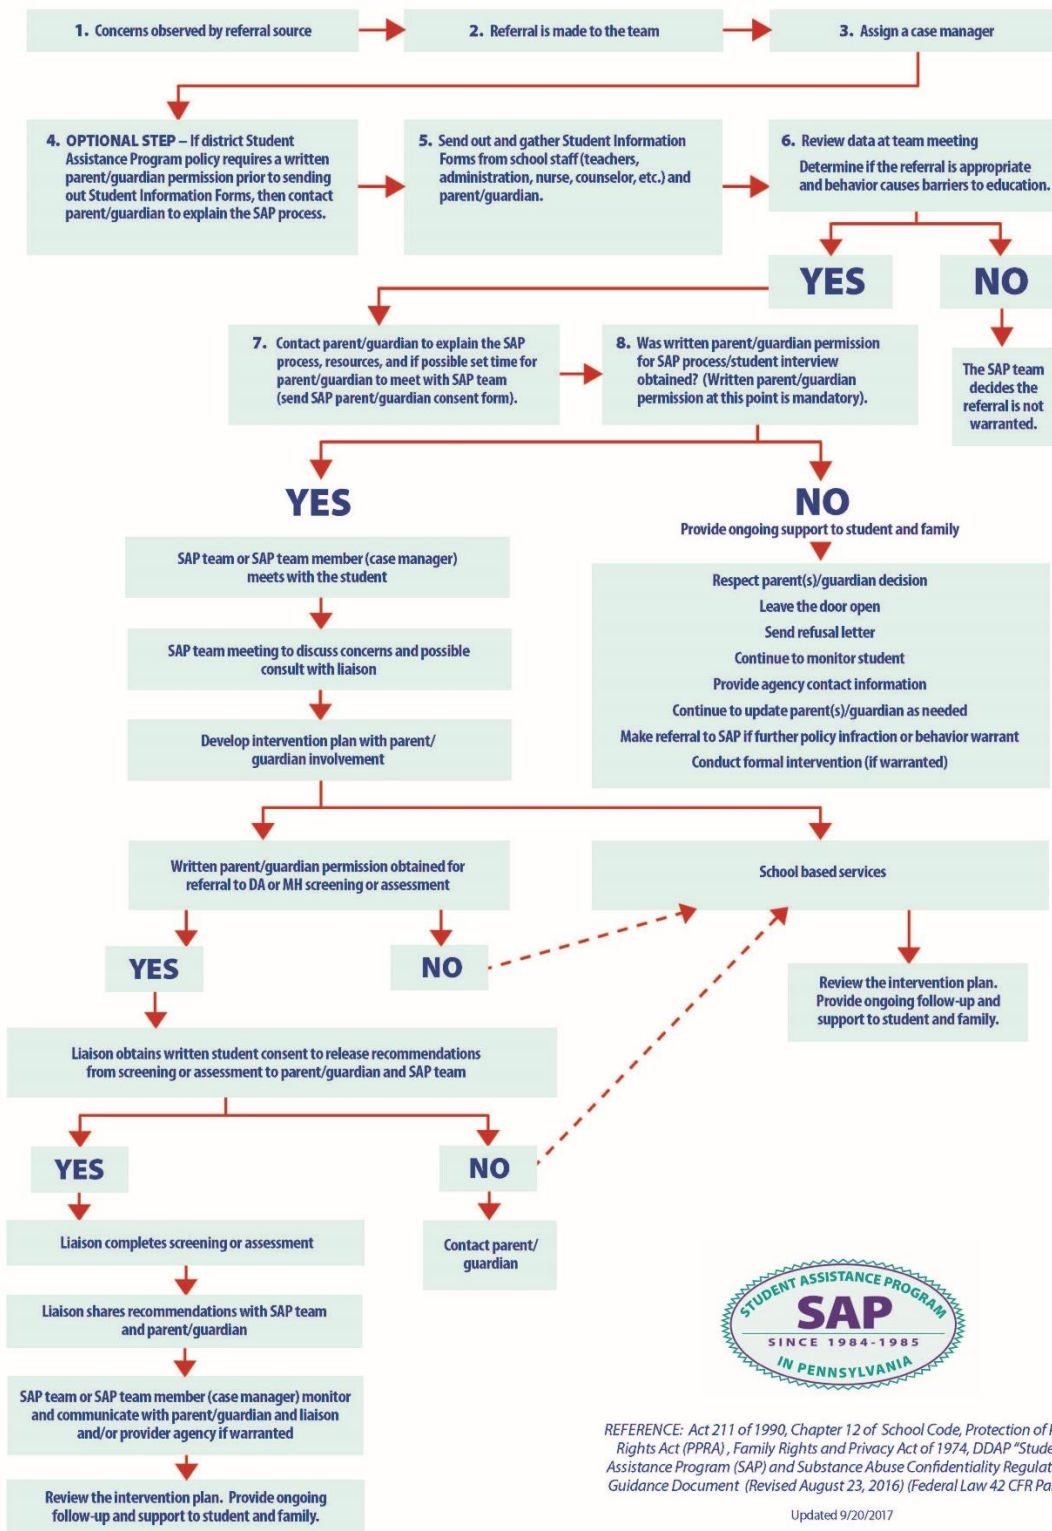 1. Concerns observed by referral source
2. Referral is made to the team
3. Assign a case manager
4. OPTIONAL STEP – If district Student
Assistance Program policy requires a written
parent/guardian permission prior to sending
out Student Information Forms, then contact
parent/guardian to explain the SAP process.
5. Send out and gather Student Information
Forms from school staff (teachers,
administration, nurse, counselor, etc.) and
parent/guardian.
6. Review data at team meeting
Determine if the referral is appropriate
and behavior causes barriers to education.
YES
NO
The SAP team
decides the
referral is not
warranted.
7. Contact parent/guardian to explain the SAP
process, resources, and if possible set time for
parent/guardian to meet with SAP team
(send SAP parent/guardian consent form).
8. Was written parent/guardian permission
for SAP process/student interview
obtained? (Written parent/guardian
permission at this point is mandatory).
YES
NO
Provide ongoing support to student and family
SAP team or SAP team member (case manager)
meets with the student
SAP team meeting to discuss concerns and possible
consult with liaison
Develop intervention plan with parent/
guardian involvement
Respect parent(s)/guardian decision
Leave the door open
Send refusal letter
Continue to monitor student
Provide agency contact information
Continue to update parent(s)/guardian as needed
Make referral to SAP if further policy infraction or behavior warrant
Conduct formal intervention (if warranted)
Written parent/guardian permission obtained for
referral to DA or MH screening or assessment
School based services
YES
NO
Review the intervention plan.
Provide ongoing follow-up and
support to student and family.
Liaison obtains written student consent to release recommendations
from screening or assessment to parent/guardian and SAP team
YES
NO
Contact parent/
guardian
Liaison completes screening or assessment
Liaison shares recommendations with SAP team
and parent/guardian
SAP team or SAP team member (case manager) monitor
and communicate with parent/guardian and liaison
and/or provider agency if warranted
Review the intervention plan. Provide ongoing
follow-up and support to student and family.
STUDENT ASSISTANCE PROGRAM
SAP
SINCE 1984-1985
IN PENNSYLVANIA
REFERENCE: Act 211 of 1990, Chapter 12 of School Code, Protection of
Rights Act (PPRA) , Family Rights and Privacy Act of 1974, DDAP "Stude
Assistance Program (SAP) and Substance Abuse Confidentiality Regulat
Guidance Document (Revised August 23, 2016) (Federal Law 42 CFR Pa
Updated 9/20/2017